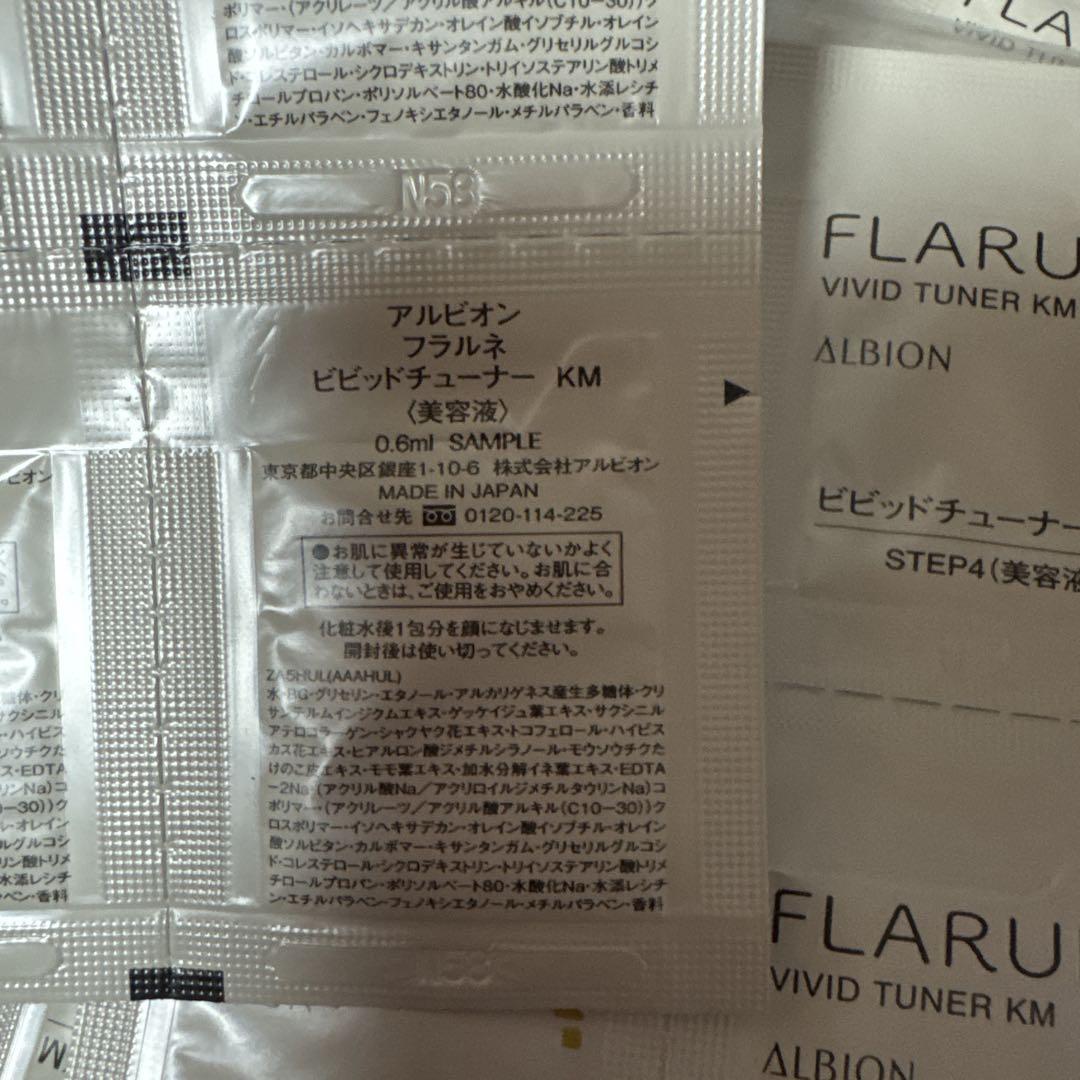 ポリマー・(アクリレーツ/アクリル酸アルキル(C10-30))ク
ロスポリマー・イソヘキサデカン・オレイン酸イソブチル・オレイン
酸ソルビタン・カルボマー・キサンタンガム・グリセリルグルコシ
ド・コレステロール・シクロデキストリン・トリイソステアリン酸トリメ
チロールプロパン・ポリソルベート80・水酸化Na・水添レシチ
ン・エチルパラベン・フェノキシエタノール・メチルパラベン・香料
N53
アルビオン
フラルネ
ビビッドチューナー KM
〈美容液〉
0.6ml SAMPLE
東京都中央区銀座1-10-6 株式会社アルビオン
MADE IN JAPAN
お問合せ先 0120-114-225
●お肌に異常が生じていないかよく
注意して使用してください。お肌に合
わないときは、ご使用をおやめください。
化粧水後1包分を顔になじませます。
開封後は使い切ってください。
ZA5HUL(AAAHUL)
水・BG・グリセリン・エタノール・アルカリゲネス産生多糖体・クリ
サンテルムインジクムエキス・ゲッケイジュ葉エキス・サクシニル
アテロコラーゲン・シャクヤク花エキス・トコフェロール・ハイビス
カス花エキス・ヒアルロン酸ジメチルシラノール・モウソウチクた
けのこ皮エキス・モモ葉エキス・加水分解イネ葉エキス・EDTA
-2Na・(アクリル酸Na/アクリロイルジメチルタウリンNa)コ
ポリマー・(アクリレーツ/アクリル酸アルキル(C10-30))ク
ロスポリマー・イソヘキサデカン・オレイン酸イソブチル・オレイン
酸ソルビタン・カルボマー・キサンタンガム・グリセリルグルコシ
ド・コレステロール・シクロデキストリン・トリイソステアリン酸トリメ
チロールプロパン・ポリソルベート80・水酸化Na・水添レシチ
ン・エチルパラベン・フェノキシエタノール・メチルパラベン・香料
N53
FLARU
VIVID TUNER KM
ALBION
ビビッドチューナー
STEP4(美容液
FLARU
VIVID TUNER KM
ALBION